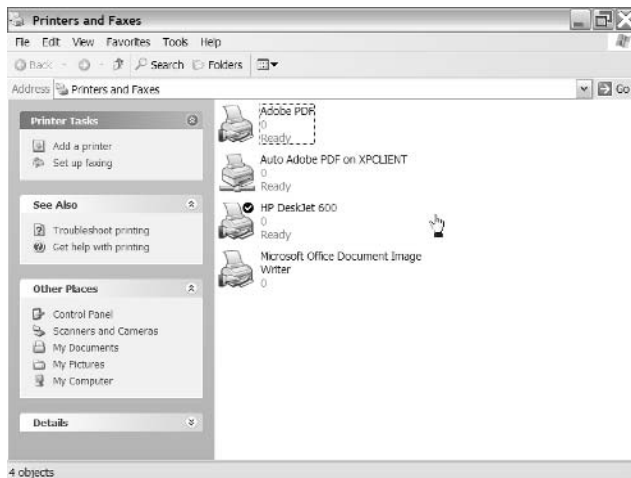 Printers and Faxes
File Edit View Favorites Tools Help
Back Search Folders
Address Printers and Faxes Go
Printer Tasks
Add a printer
Set up faxing
See Also
Troubleshoot printing
Get help with printing
Other Places
Control Panel
Scanners and Cameras
My Documents
My Pictures
My Computer
Details
Adobe PDF
0
Ready
Auto Adobe PDF on XPCLIENT
0
Ready
HP DeskJet 600
0
Ready
Microsoft Office Document Image
Writer
0
4 objects